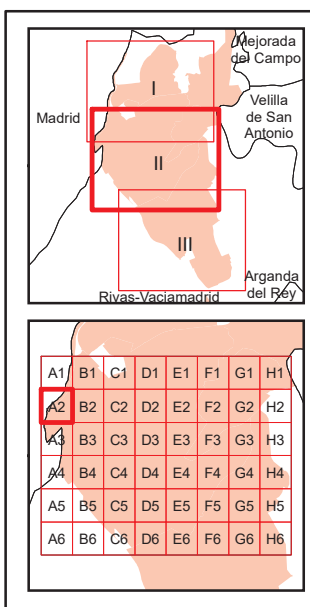 Mejorada
del Campo
I
Madrid
Velilla
de San
Antonio
II
III
Arganda
del Rey
Rivas-Vaciamadrid
A1 B1 C1 D1 E1 F1 G1 H1
A2 B2 C2 D2 E2 F2 G2 H2
A3 B3 C3 D3 E3 F3 G3 H3
A4 B4 C4 D4 E4 F4 G4 H4
A5 B5 C5 D5 E5 F5 G5 H5
A6 B6 C6 D6 E6 F6 G6 H6